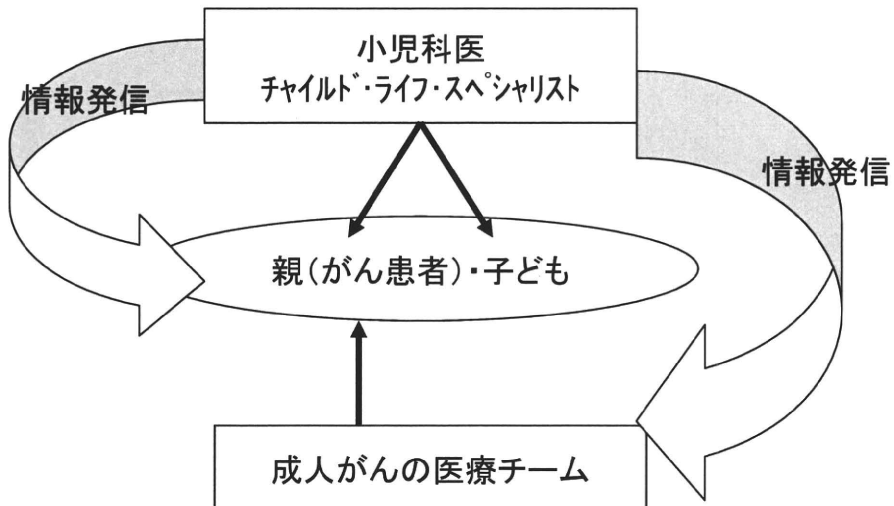 小児科医
チャイルド・ライフ・スペシャリスト
情報発信
情報発信
親(がん患者)・子ども
成人がんの医療チーム